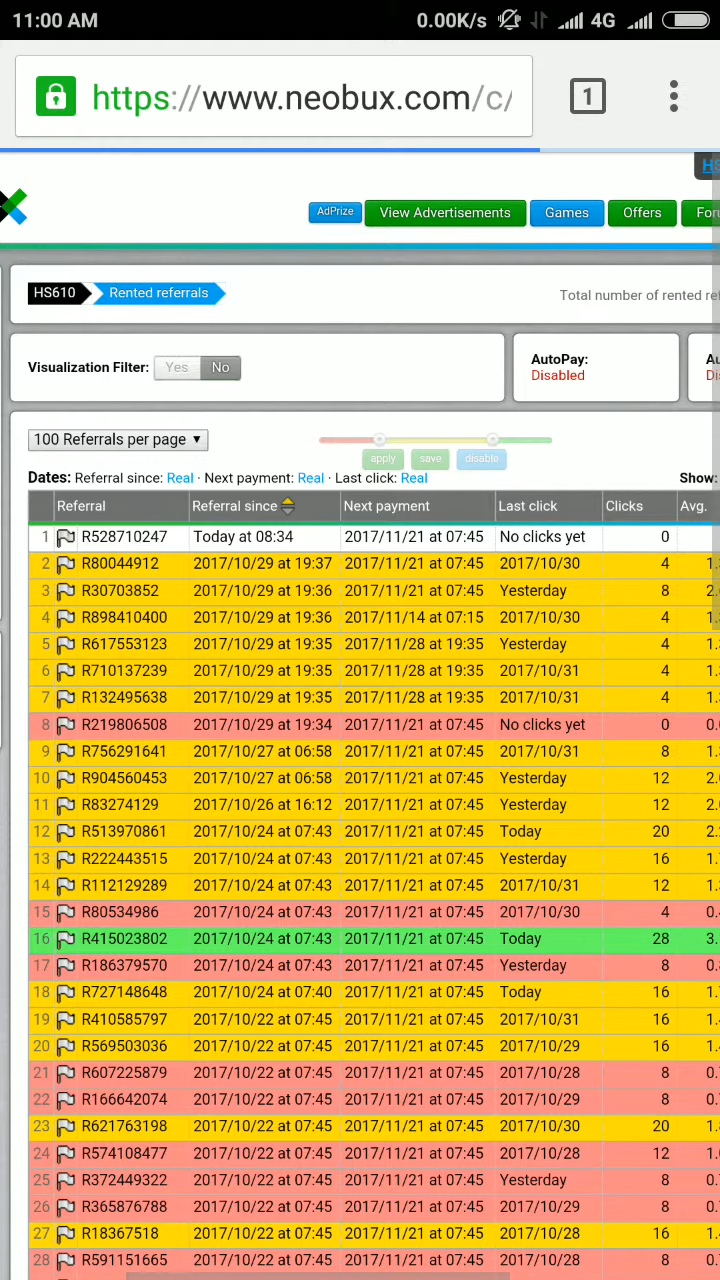 11:00 AM 0.00K/s 4G
https://www.neobux.com/c/ 1
AdPrize View Advertisements Games Offers
HS610 Rented referrals Total number of rented
Visualization Filter: Yes No AutoPay:
Disabled
100 Referrals per page ▼
apply save disable
Dates: Referral since: Real · Next payment: Real · Last click: Real Show:
Referral Referral since Next payment Last click Clicks Avg.
1 R528710247 Today at 08:34 2017/11/21 at 07:45 No clicks yet 0
2 R80044912 2017/10/29 at 19:37 2017/11/21 at 07:45 2017/10/30 4
3 R30703852 2017/10/29 at 19:36 2017/11/21 at 07:45 Yesterday 8
4 R898410400 2017/10/29 at 19:36 2017/11/14 at 07:15 2017/10/30 4
5 R617553123 2017/10/29 at 19:35 2017/11/28 at 19:35 Yesterday 4
6 R710137239 2017/10/29 at 19:35 2017/11/28 at 19:35 2017/10/31 4
7 R132495638 2017/10/29 at 19:35 2017/11/28 at 19:35 2017/10/31 4
8 R219806508 2017/10/29 at 19:34 2017/11/21 at 07:45 No clicks yet 0
9 R756291641 2017/10/27 at 06:58 2017/11/21 at 07:45 2017/10/31 8
10 R904560453 2017/10/27 at 06:58 2017/11/21 at 07:45 Yesterday 12
11 R83274129 2017/10/26 at 16:12 2017/11/21 at 07:45 Yesterday 12
12 R513970861 2017/10/24 at 07:43 2017/11/21 at 07:45 Today 20
13 R222443515 2017/10/24 at 07:43 2017/11/21 at 07:45 Yesterday 16
14 R112129289 2017/10/24 at 07:43 2017/11/21 at 07:45 2017/10/31 12
15 R80534986 2017/10/24 at 07:43 2017/11/21 at 07:45 2017/10/30 4
16 R415023802 2017/10/24 at 07:43 2017/11/21 at 07:45 Today 28
17 R186379570 2017/10/24 at 07:43 2017/11/21 at 07:45 Yesterday 8
18 R727148648 2017/10/24 at 07:40 2017/11/21 at 07:45 Today 16
19 R410585797 2017/10/22 at 07:45 2017/11/21 at 07:45 2017/10/31 16
20 R569503036 2017/10/22 at 07:45 2017/11/21 at 07:45 2017/10/29 16
21 R607225879 2017/10/22 at 07:45 2017/11/21 at 07:45 2017/10/28 8
22 R166642074 2017/10/22 at 07:45 2017/11/21 at 07:45 2017/10/29 8
23 R621763198 2017/10/22 at 07:45 2017/11/21 at 07:45 2017/10/30 20
24 R574108477 2017/10/22 at 07:45 2017/11/21 at 07:45 2017/10/28 12
25 R372449322 2017/10/22 at 07:45 2017/11/21 at 07:45 Yesterday 8
26 R365876788 2017/10/22 at 07:45 2017/11/21 at 07:45 2017/10/29 8
27 R18367518 2017/10/22 at 07:45 2017/11/21 at 07:45 2017/10/28 16
28 R591151665 2017/10/22 at 07:45 2017/11/21 at 07:45 2017/10/28 8